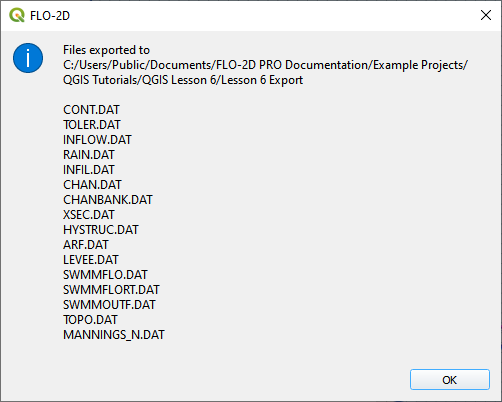 FLO-2D
Files exported to
C:/Users/Public/Documents/FLO-2D PRO Documentation/Example Projects/
QGIS Tutorials/QGIS Lesson 6/Lesson 6 Export
CONT.DAT
TOLER.DAT
INFLOW.DAT
RAIN.DAT
INFIL.DAT
CHAN.DAT
CHANBANK.DAT
XSEC.DAT
HYSTRUC.DAT
ARF.DAT
LEVEE.DAT
SWMMFLO.DAT
SWMMFLORT.DAT
SWMMOUTF.DAT
TOPO.DAT
MANNINGS_N.DAT
OK